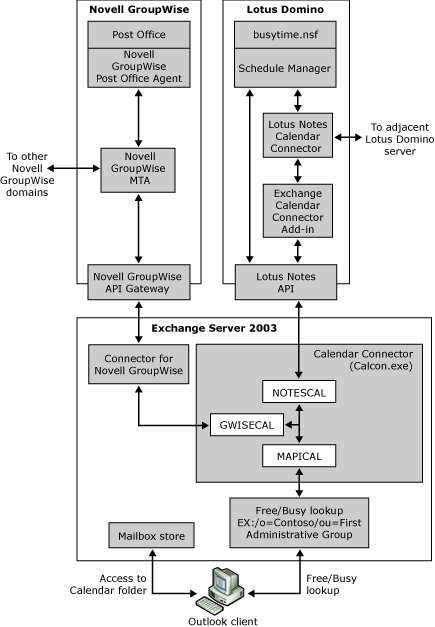 Novell GroupWise
Post Office
Novell
GroupWise
Post Office Agent
To other
Novell
GroupWise
domains
Novell
GroupWise
MTA
Novell GroupWise
API Gateway
Lotus Domino
busytime.nsf
Schedule Manager
Lotus Notes
Calendar
Connector
To adjacent
Lotus Domino
server
Exchange
Calendar
Connector
Add-in
Lotus Notes
API
Exchange Server 2003
Connector for
Novell GroupWise
Calendar Connector
(Calcon.exe)
NOTESCAL
GWISECAL
MAPICAL
Free/Busy lookup
EX:/o=Contoso/ou=First
Administrative Group
Mailbox store
Access to
Calendar folder
Free/Busy
lookup
Outlook client